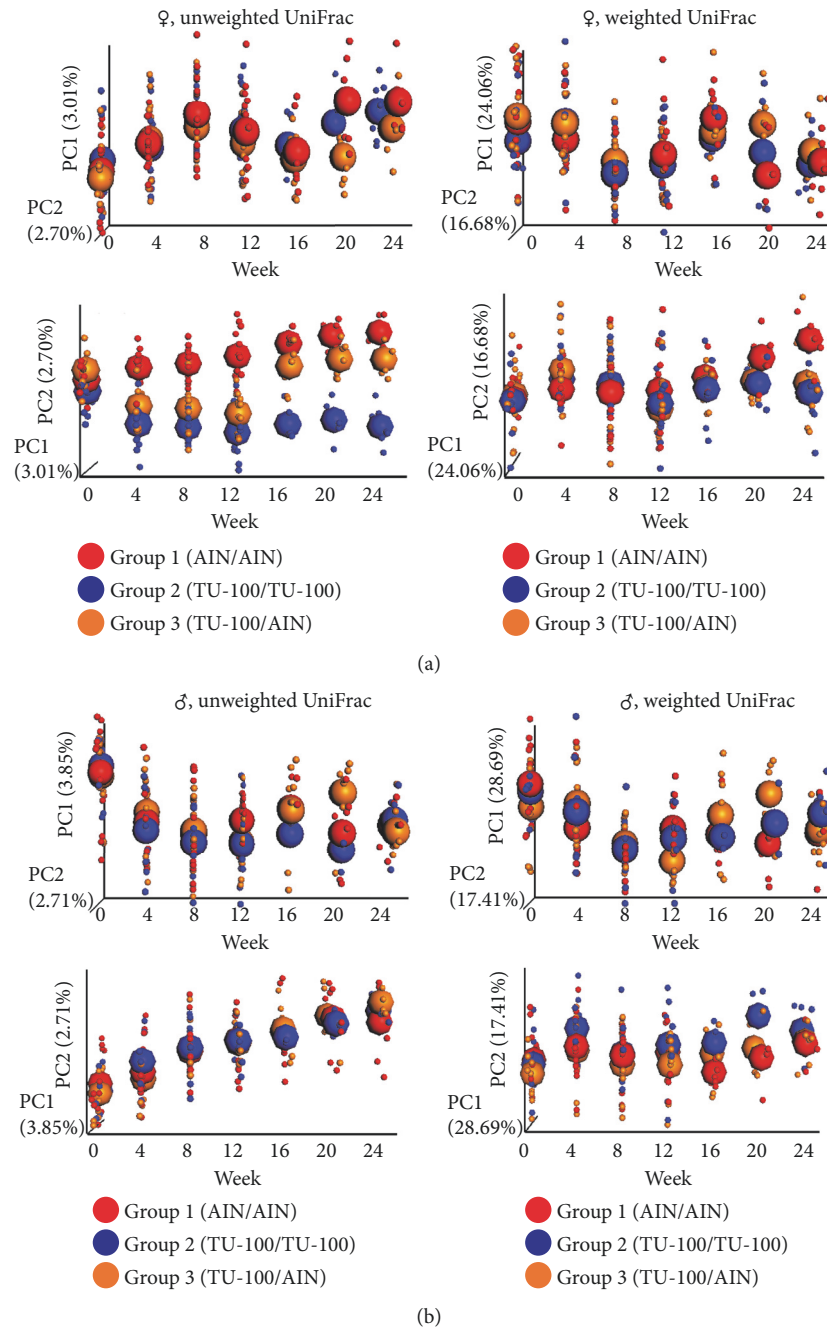 ♀, unweighted UniFrac
PC1 (3.01%)
PC2
(2.70%)
0 4 8 12 16 20 24
Week
♀, weighted UniFrac
PC1 (24.06%)
PC2
(16.68%)
0 4 8 12 16 20 24
Week
PC2 (2.70%)
PC1
(3.01%)
0 4 8 12 16 20 24
Week
PC2 (16.68%)
PC1
(24.06%)
0 4 8 12 16 20 24
Week
Group 1 (AIN/AIN)
Group 2 (TU-100/TU-100)
Group 3 (TU-100/AIN)
Group 1 (AIN/AIN)
Group 2 (TU-100/TU-100)
Group 3 (TU-100/AIN)
(a)
♂, unweighted UniFrac
PC1 (3.85%)
PC2
(2.71%)
0 4 8 12 16 20 24
Week
♂, weighted UniFrac
PC1 (28.69%)
PC2
(17.41%)
0 4 8 12 16 20 24
Week
PC2 (2.71%)
PC1
(3.85%)
0 4 8 12 16 20 24
Week
PC2 (17.41%)
PC1
(28.69%)
0 4 8 12 16 20 24
Week
Group 1 (AIN/AIN)
Group 2 (TU-100/TU-100)
Group 3 (TU-100/AIN)
Group 1 (AIN/AIN)
Group 2 (TU-100/TU-100)
Group 3 (TU-100/AIN)
(b)